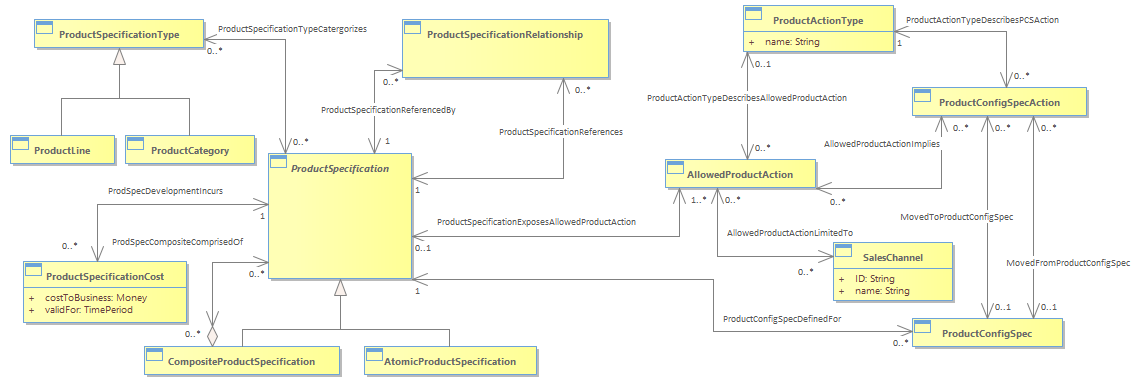 ProductSpecificationType
ProductSpecificationTypeCatergorizes
0..*
ProductSpecificationRelationship
ProductActionType
+ name: String
ProductActionTypeDescribesPCSAction
1
0..*
0..1
0..*
0..*
ProductSpecificationReferencedBy
ProductActionTypeDescribesAllowedProductAction
ProductConfigSpecAction
ProductLine
ProductCategory
0..*
1
ProductSpecificationReferences
0..*
0..*
0..*
AllowedProductActionImplies
ProductSpecification
1
AllowedProductAction
1..*
0..*
0..*
ProdSpecDevelopmentIncurs
1
ProductSpecificationExposesAllowedProductAction
0..1
MovedToProductConfigSpec
AllowedProductActionLimitedTo
0..*
ProdSpecCompositeComprisedOf
0..*
ProductSpecificationCost
+ costToBusiness: Money
+ validFor: TimePeriod
1
0..*
SalesChannel
+ ID: String
+ name: String
MovedFromProductConfigSpec
0..1
0..1
ProductConfigSpecDefinedFor
0..*
0..*
ProductConfigSpec
CompositeProductSpecification
AtomicProductSpecification